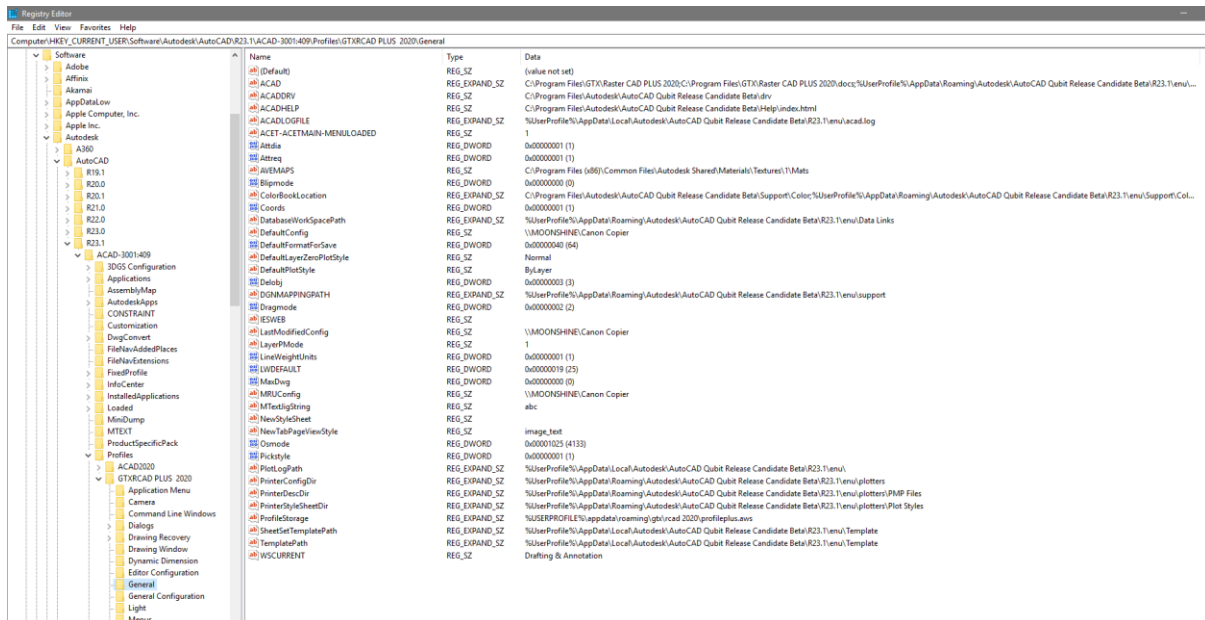 Registry Editor
File Edit View Favorites Help
Computer\HKEY_CURRENT_USER\Software\Autodesk\AutoCAD\R23.1\ACAD-3001:409\Profiles\GTXRCAD PLUS 2020\General
Software
Adobe
Affinix
Akamai
AppDataLow
Apple Computer, Inc.
Apple Inc.
Autodesk
A360
AutoCAD
R19.1
R20.0
R20.1
R21.0
R22.0
R23.0
R23.1
ACAD-3001:409
3DGS Configuration
Applications
AssemblyMap
AutodeskApps
CONSTRAINT
Customization
DwgConvert
FileNavAddedPlaces
FileNavExtensions
FixedProfile
InfoCenter
InstalledApplications
Loaded
MiniDump
MTEXT
ProductSpecificPack
Profiles
ACAD2020
GTXRCAD PLUS 2020
Application Menu
Camera
Command Line Windows
Dialogs
Drawing Recovery
Drawing Window
Dynamic Dimension
Editor Configuration
General
General Configuration
Light
Menus
Name Type Data
(Default) REG_SZ (value not set)
ACAD REG_EXPAND_SZ C:\Program Files\GTX\Raster CAD PLUS 2020;C:\Program Files\GTX\Raster CAD PLUS 2020\docs;%UserProfile%\AppData\Roaming\Autodesk\AutoCAD Qubit Release Candidate Beta\R23.1\enu\...
ACADDRV REG_SZ C:\Program Files\Autodesk\AutoCAD Qubit Release Candidate Beta\drv
ACADHELP REG_SZ C:\Program Files\Autodesk\AutoCAD Qubit Release Candidate Beta\Help\index.html
ACADLOGFILE REG_EXPAND_SZ %UserProfile%\AppData\Local\Autodesk\AutoCAD Qubit Release Candidate Beta\R23.1\enu\acad.log
ACET-ACETMAIN-MENULOADED REG_SZ 1
Attdia REG_DWORD 0x00000001 (1)
Attreq REG_DWORD 0x00000001 (1)
AVEMAPS REG_SZ C:\Program Files (x86)\Common Files\Autodesk Shared\Materials\Textures\1\Mats
Blipmode REG_DWORD 0x00000000 (0)
ColorBookLocation REG_EXPAND_SZ C:\Program Files\Autodesk\AutoCAD Qubit Release Candidate Beta\Support\Color;%UserProfile%\AppData\Roaming\Autodesk\AutoCAD Qubit Release Candidate Beta\R23.1\enu\Support\Col...
Coords REG_DWORD 0x00000001 (1)
DatabaseWorkSpacePath REG_EXPAND_SZ %UserProfile%\AppData\Roaming\Autodesk\AutoCAD Qubit Release Candidate Beta\R23.1\enu\Data Links
DefaultConfig REG_SZ \\MOONSHINE\Canon Copier
DefaultFormatForSave REG_DWORD 0x00000040 (64)
DefaultLayerZeroPlotStyle REG_SZ Normal
DefaultPlotStyle REG_SZ ByLayer
Delobj REG_DWORD 0x00000003 (3)
DGNMAPPINGPATH REG_EXPAND_SZ %UserProfile%\AppData\Roaming\Autodesk\AutoCAD Qubit Release Candidate Beta\R23.1\enu\support
Dragmode REG_DWORD 0x00000002 (2)
IESWEB REG_SZ
LastModifiedConfig REG_SZ \\MOONSHINE\Canon Copier
LayerPMode REG_SZ 1
LineWeightUnits REG_DWORD 0x00000001 (1)
LWDEFAULT REG_DWORD 0x00000019 (25)
MaxDwg REG_DWORD 0x00000000 (0)
MRUConfig REG_SZ \\MOONSHINE\Canon Copier
MTextJigString REG_SZ abc
NewStyleSheet REG_SZ
NewTabPageViewStyle REG_SZ image_text
Osmode REG_DWORD 0x00001025 (4133)
Pickstyle REG_DWORD 0x00000001 (1)
PlotLogPath REG_EXPAND_SZ %UserProfile%\AppData\Local\Autodesk\AutoCAD Qubit Release Candidate Beta\R23.1\enu\
PrinterConfigDir REG_EXPAND_SZ %UserProfile%\AppData\Roaming\Autodesk\AutoCAD Qubit Release Candidate Beta\R23.1\enu\plotters
PrinterDescDir REG_EXPAND_SZ %UserProfile%\AppData\Roaming\Autodesk\AutoCAD Qubit Release Candidate Beta\R23.1\enu\plotters\PMP Files
PrinterStyleSheetDir REG_EXPAND_SZ %UserProfile%\AppData\Roaming\Autodesk\AutoCAD Qubit Release Candidate Beta\R23.1\enu\plotters\Plot Styles
ProfileStorage REG_EXPAND_SZ %USERPROFILE%\appdata\roaming\gtx\rcad 2020\profileplus.aws
SheetSetTemplatePath REG_EXPAND_SZ %UserProfile%\AppData\Local\Autodesk\AutoCAD Qubit Release Candidate Beta\R23.1\enu\Template
TemplatePath REG_EXPAND_SZ %UserProfile%\AppData\Local\Autodesk\AutoCAD Qubit Release Candidate Beta\R23.1\enu\Template
WSCURRENT REG_SZ Drafting & Annotation